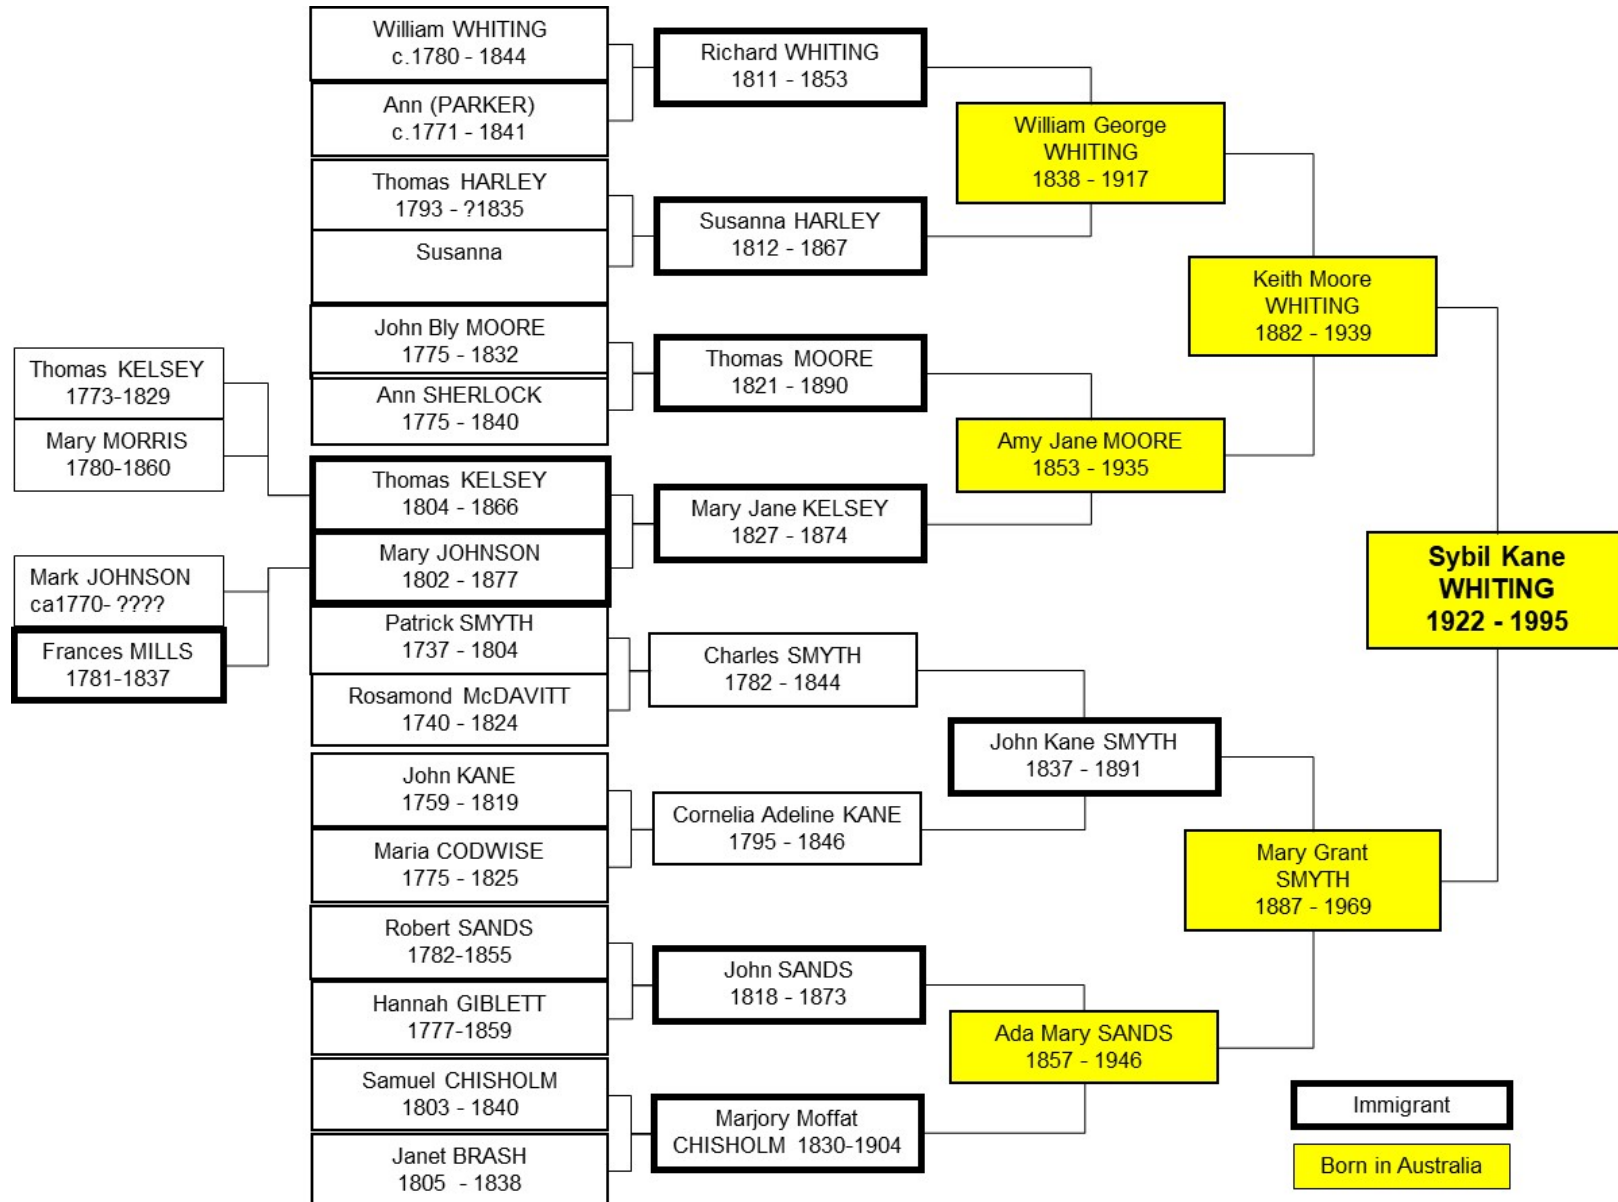 William WHITING
c.1780 - 1844
Ann (PARKER)
c.1771 - 1841
Thomas HARLEY
1793 - ?1835
Susanna
John Bly MOORE
1775 - 1832
Ann SHERLOCK
1775 - 1840
Thomas KELSEY
1773-1829
Mary MORRIS
1780-1860
Thomas KELSEY
1804 - 1866
Mary JOHNSON
1802 - 1877
Mark JOHNSON
ca1770- ????
Frances MILLS
1781-1837
Patrick SMYTH
1737 - 1804
Rosamond McDAVITT
1740 - 1824
John KANE
1759 - 1819
Maria CODWISE
1775 - 1825
Robert SANDS
1782-1855
Hannah GIBLETT
1777-1859
Samuel CHISHOLM
1803 - 1840
Janet BRASH
1805 - 1838
Richard WHITING
1811 - 1853
Susanna HARLEY
1812 - 1867
Thomas MOORE
1821 - 1890
Mary Jane KELSEY
1827 - 1874
Charles SMYTH
1782 - 1844
Cornelia Adeline KANE
1795 - 1846
John SANDS
1818 - 1873
Marjory Moffat
CHISHOLM 1830-1904
William George
WHITING
1838 - 1917
Amy Jane MOORE
1853 - 1935
John Kane SMYTH
1837 - 1891
Ada Mary SANDS
1857 - 1946
Keith Moore
WHITING
1882 - 1939
Mary Grant
SMYTH
1887 - 1969
Sybil Kane
WHITING
1922 - 1995
Immigrant
Born in Australia